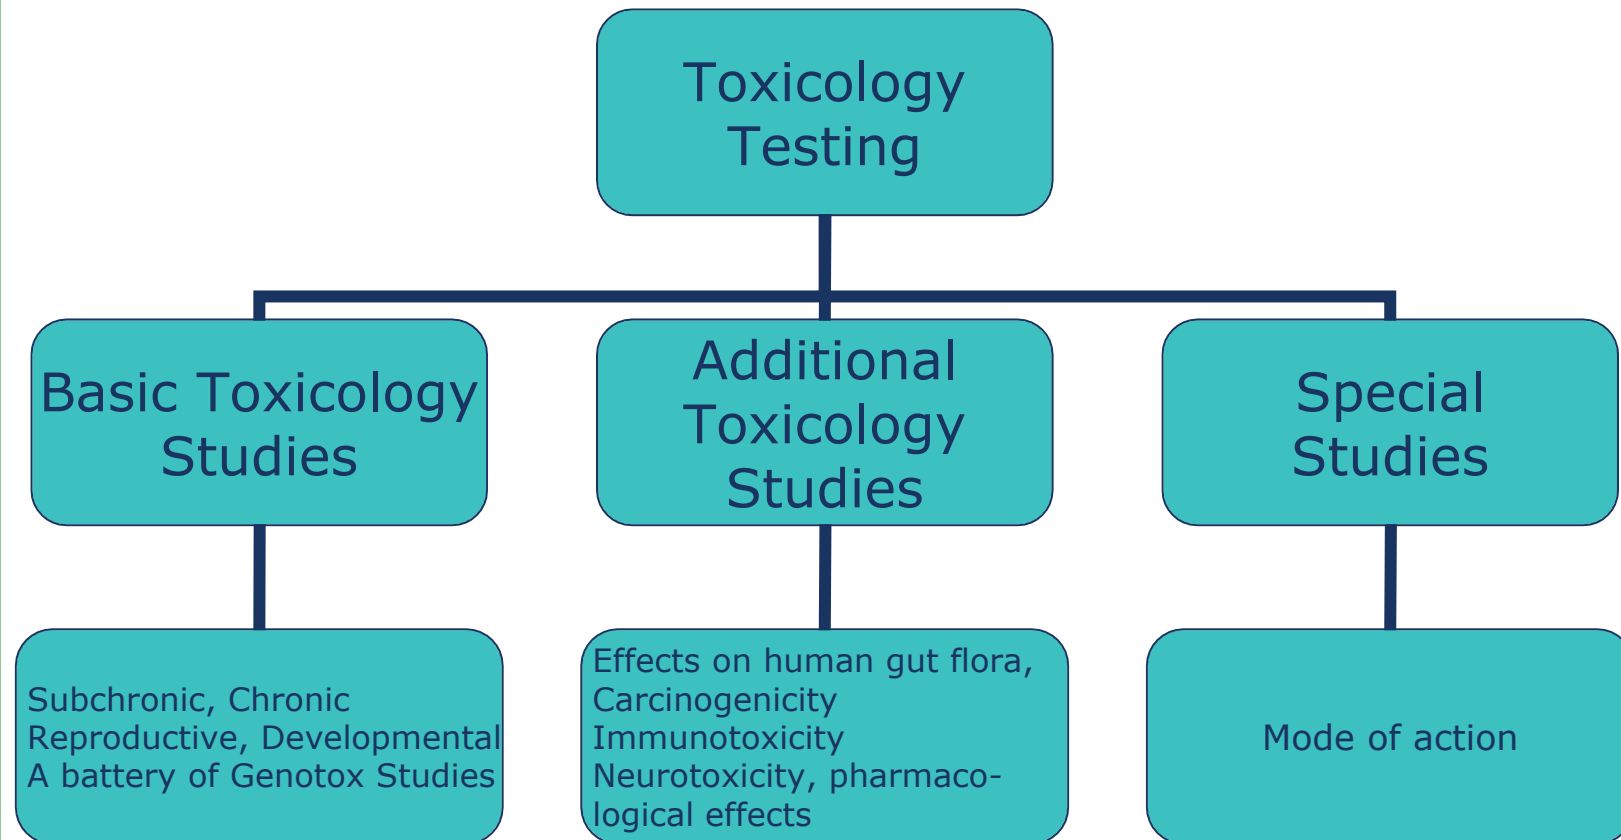 Toxicology
Testing
Basic Toxicology
Studies
Additional
Toxicology
Studies
Special
Studies
Subchronic, Chronic
Reproductive, Developmental
A battery of Genotox Studies
Effects on human gut flora,
Carcinogenicity
Immunotoxicity
Neurotoxicity, pharmaco-
logical effects
Mode of action